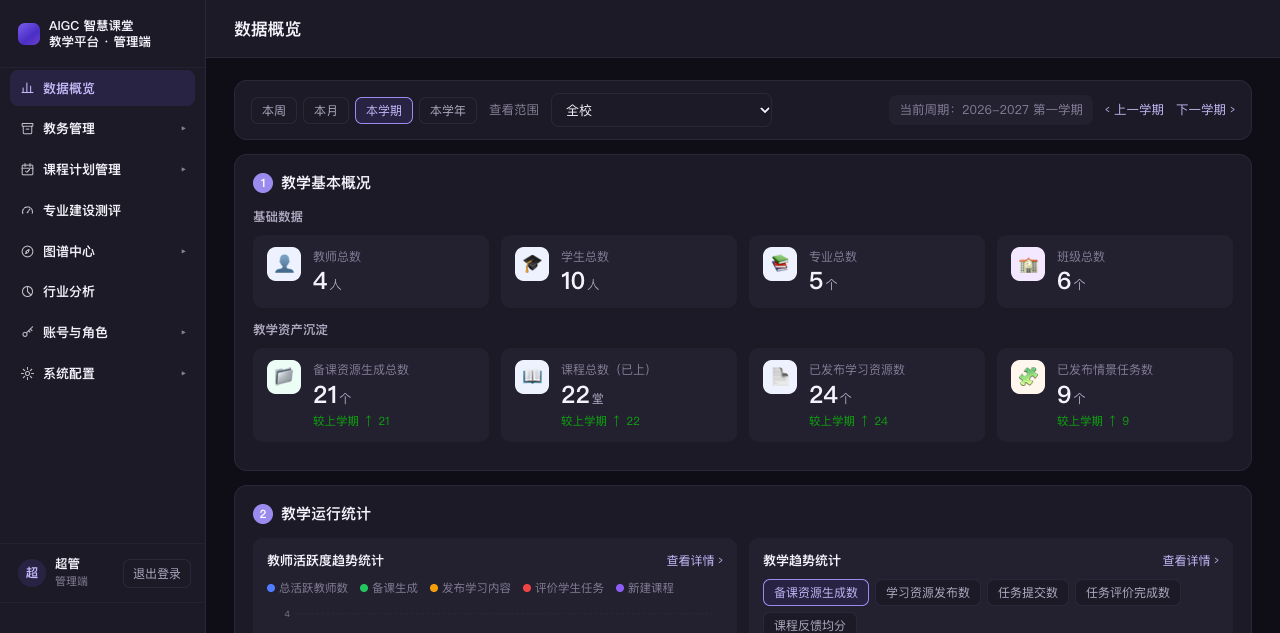 AIGC 智慧课堂
教学平台 · 管理端
数据概览
教务管理
课程计划管理
专业建设测评
图谱中心
行业分析
账号与角色
系统配置
超
超管
管理端
退出登录
数据概览
本周 本月 本学期 本学年 查看范围 全校 当前周期：2026-2027 第一学期 ‹ 上一学期 下一学期 ›
1 教学基本概况
基础数据
教师总数 学生总数 专业总数 班级总数
4 人 10 人 5 个 6 个
教学资产沉淀
备课资源生成总数 课程总数（已上） 已发布学习资源数 已发布情景任务数
21 个 22 堂 24 个 9 个
较上学期 ↑ 21 较上学期 ↑ 22 较上学期 ↑ 24 较上学期 ↑ 9
2 教学运行统计
教师活跃度趋势统计 查看详情 ›
总活跃教师数 备课生成 发布学习内容 评价学生任务 新建课程
4
教学趋势统计 查看详情 ›
备课资源生成数 学习资源发布数 任务提交数 任务评价完成数
课程反馈均分